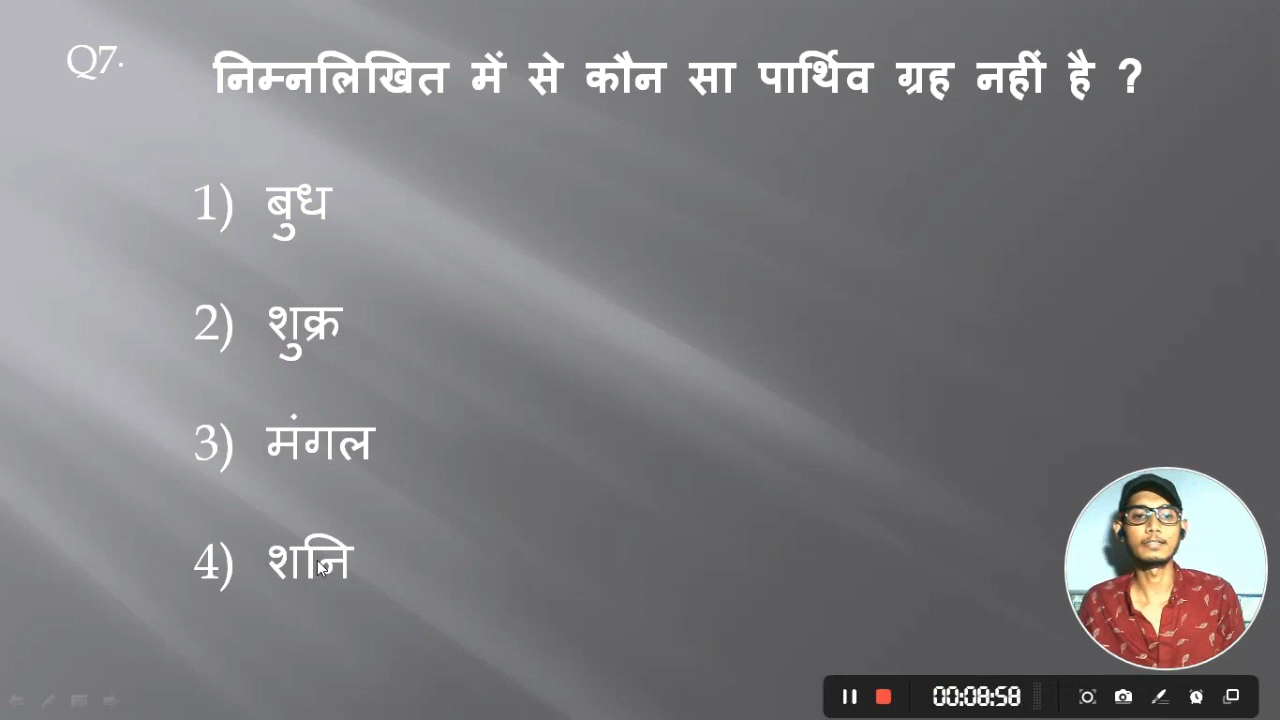 Q7. निम्नलिखित में से कौन सा पार्थिव ग्रह नहीं है ?
1) बुध
2) शुक्र
3) मंगल
4) शनि
00:08:58